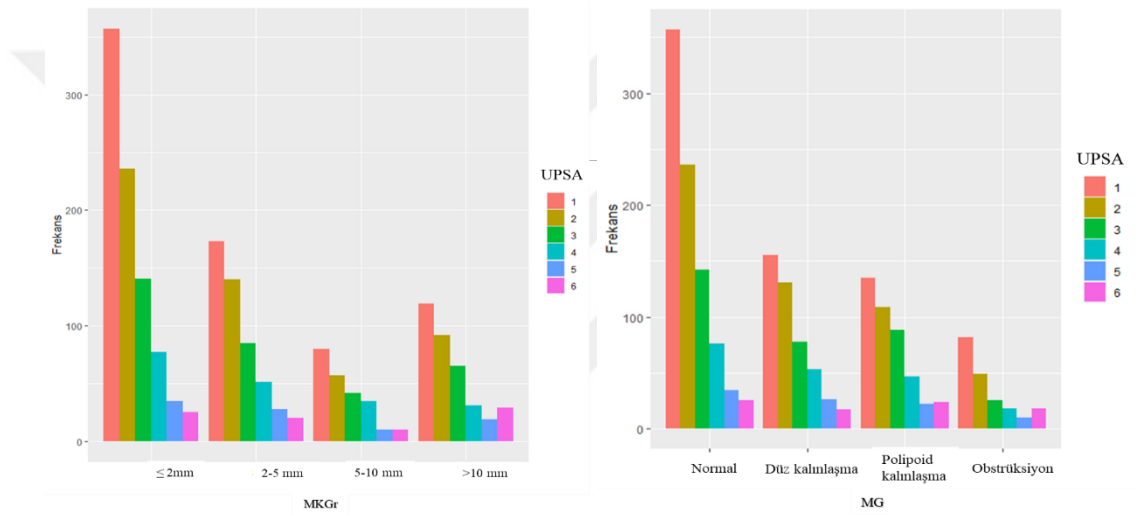 300
200
100
0
Frekans
≤ 2mm
2-5 mm
5-10 mm
>10 mm
MKGr
UPSA
1
2
3
4
5
6
300
200
100
0
Frekans
Normal
Düz kalınlaşma
Polipoid
kalınlaşma
Obstrüksiyon
MG
UPSA
1
2
3
4
5
6